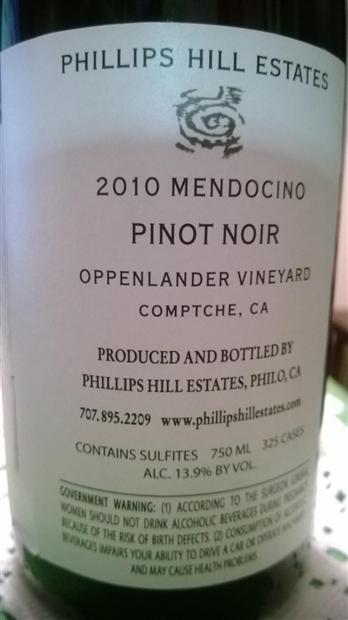 PHILLIPS HILL ESTATES
2010 MENDOCINO
PINOT NOIR
OPPENLANDER VINEYARD
COMPTCHE, CA
PRODUCED AND BOTTLED BY
PHILLIPS HILL ESTATES, PHILO, CA
707.895.2209 www.phillipshillestates.com
CONTAINS SULFITES 750 ML 325 CASES
ALC. 13.9% BY VOL.
GOVERNMENT WARNING: (1) ACCORDING TO THE SURGEON GENERAL,
WOMEN SHOULD NOT DRINK ALCOHOLIC BEVERAGES DURING PREGNANCY
BECAUSE OF THE RISK OF BIRTH DEFECTS. (2) CONSUMPTION OF ALCOHOLIC
BEVERAGES IMPAIRS YOUR ABILITY TO DRIVE A CAR OR OPERATE
AND MAY CAUSE HEALTH PROBLEMS.